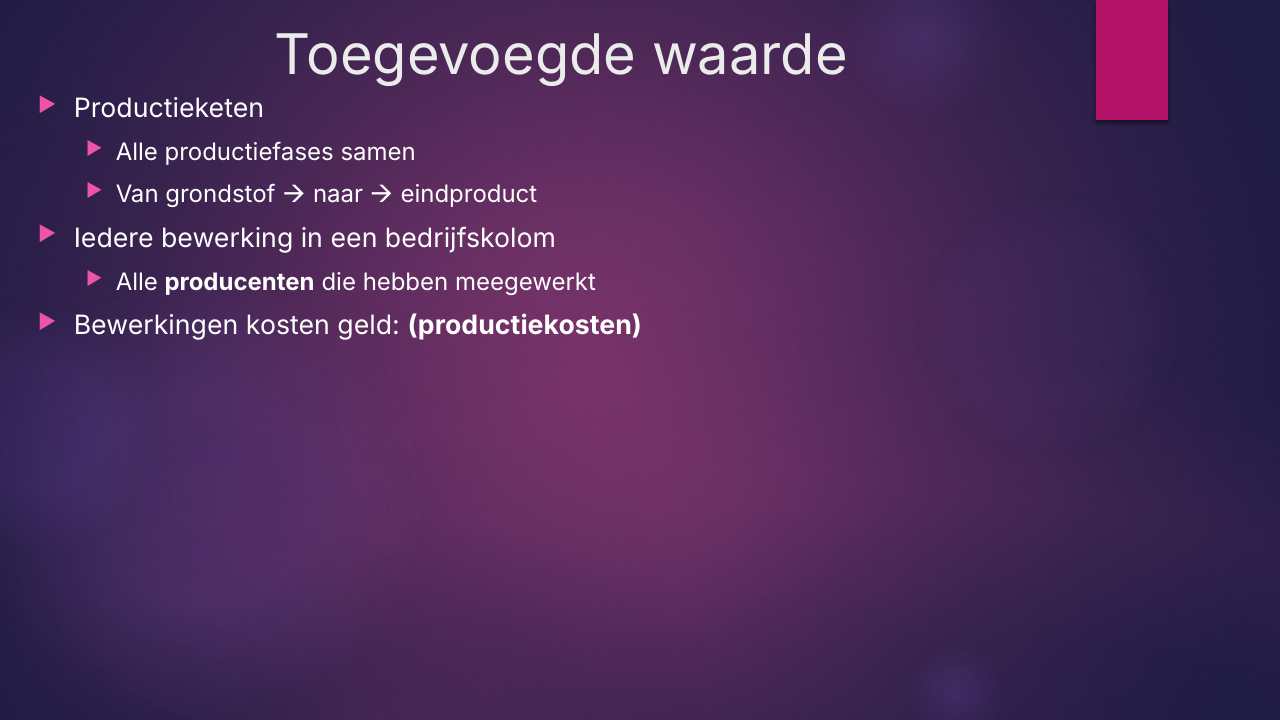 Toegevoegde waarde
Productieketen
Alle productiefases samen
Van grondstof → naar → eindproduct
Iedere bewerking in een bedrijfskolom
Alle producenten die hebben meegewerkt
Bewerkingen kosten geld: (productiekosten)